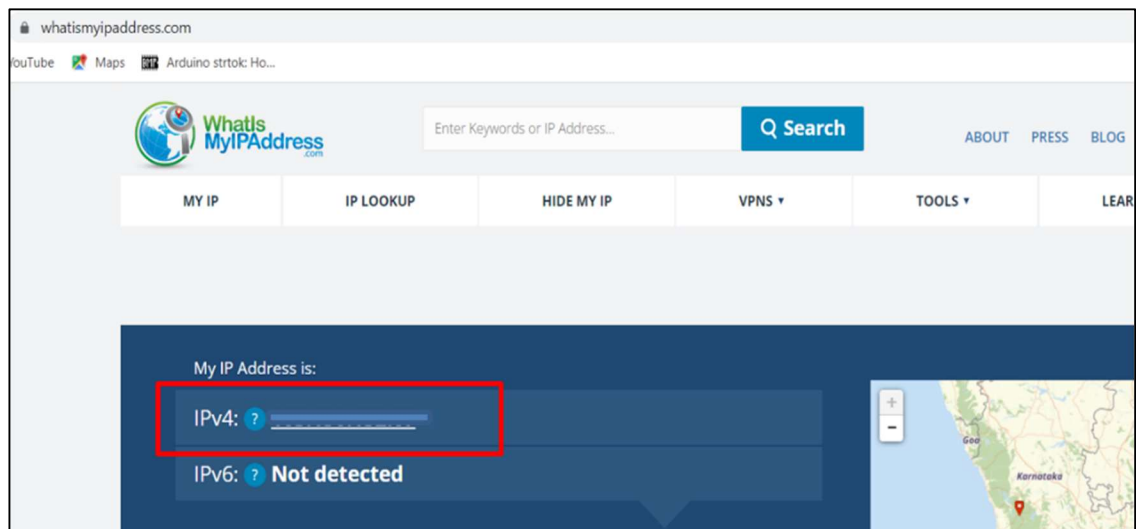 whatismyipaddress.com
YouTube Maps Arduino strtok: Ho...
WhatIs
MyIPAddress
.com
Enter Keywords or IP Address...
Search
ABOUT PRESS BLOG
MY IP IP LOOKUP HIDE MY IP VPNS TOOLS LEAR
My IP Address is:
IPv4: ?
IPv6: ? Not detected
+
-
Goa
Karnataka